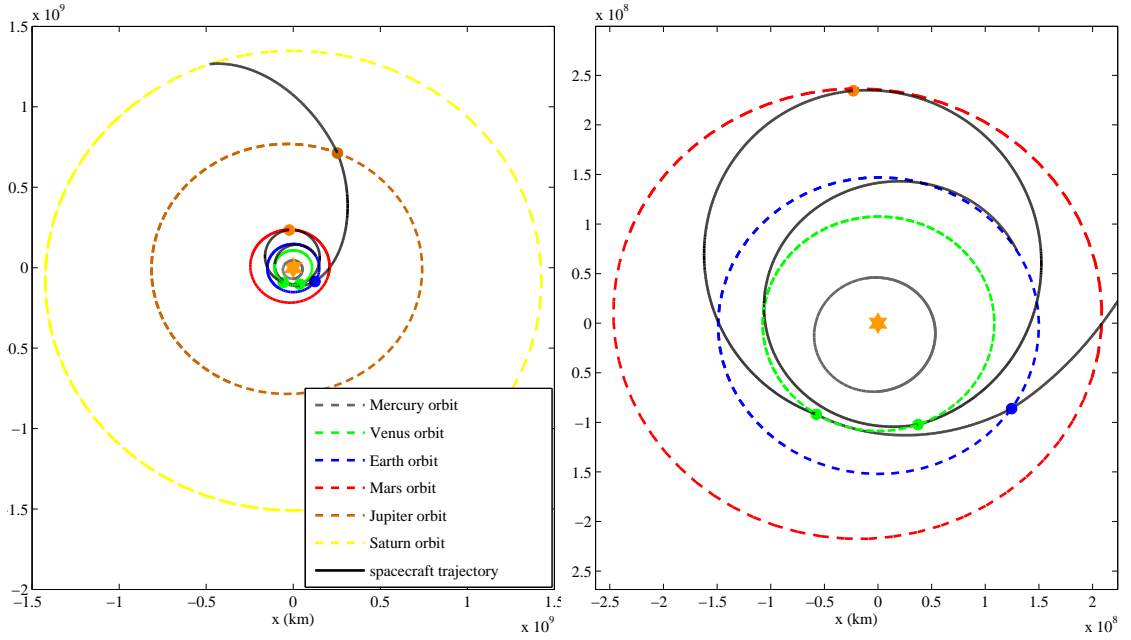 x 10^9
1.5
1
0.5
0
0.5
−1
−1.5
−2
−1.5
−1
−0.5
0
0.5
1
1.5
x (km)
x 10^9
Mercury orbit
Venus orbit
Earth orbit
Mars orbit
Jupiter orbit
Saturn orbit
spacecraft trajectory
x 10^8
2.5
2
1.5
1
0.5
0
0.5
−1
−1.5
−2
2.5
−2.5
−2
−1.5
−1
−0.5
0
0.5
1
1.5
2
x (km)
x 10^8